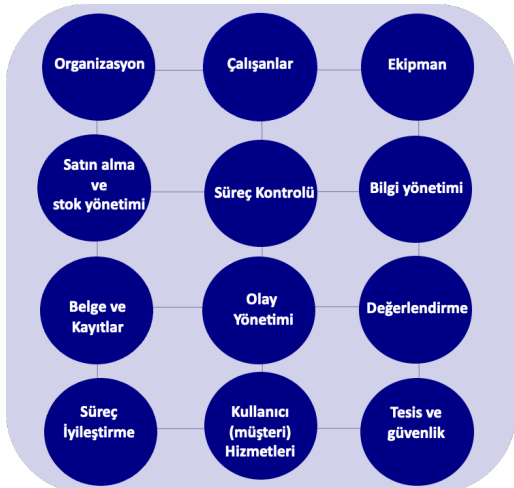 Organizasyon
Çalışanlar
Ekipman
Satın alma
ve
stok yönetimi
Süreç Kontrolü
Bilgi yönetimi
Belge ve
Kayıtlar
Olay
Yönetimi
Değerlendirme
Süreç
İyileştirme
Kullanıcı
(müşteri)
Hizmetleri
Tesis ve
güvenlik